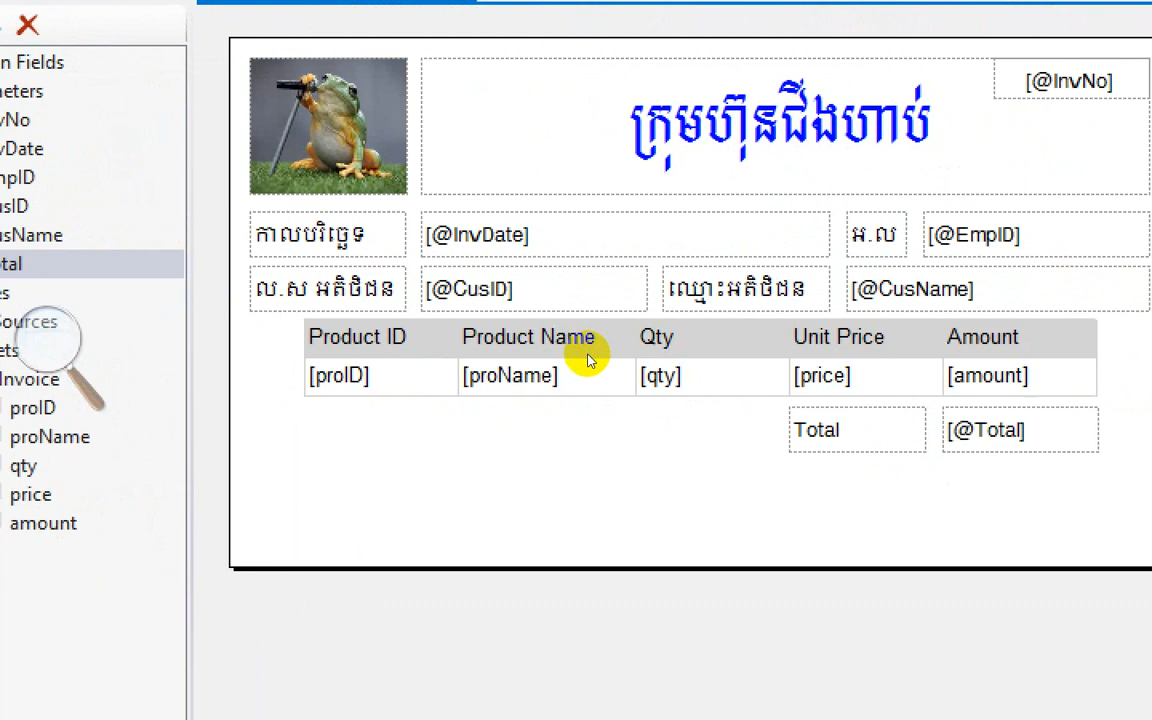 n Fields
neters
vNo
vDate
npID
usID
usName
otal
es
Sources
ets
Invoice
proID
proName
qty
price
amount
[@InvNo]
ក្រុមហ៊ុនជឺងហាប់
កាលបរិច្ឆេទ [@InvDate] អ.ល [@EmpID]
ល.ស អតិថិជន [@CusID] ឈ្មោះអតិថិជន [@CusName]
Product ID Product Name Qty Unit Price Amount
[proID] [proName] [qty] [price] [amount]
Total [@Total]